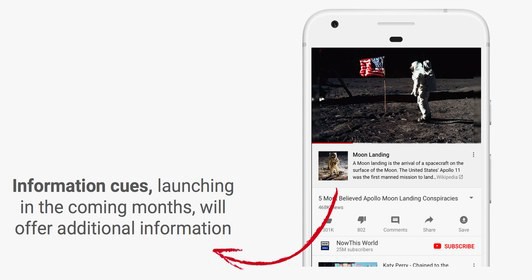 Information cues, launching
in the coming months, will
offer additional information
Moon Landing
A moon landing is the arrival of a spacecraft on the
surface of the Moon. The United States' Apollo 11
was the first manned mission to land... Wikipedia
5 Most Believed Apollo Moon Landing Conspiracies
views
802 Comments Share Save
NowThis World
25M subscribers
SUBSCRIBE
Katy Perry - Chained to the